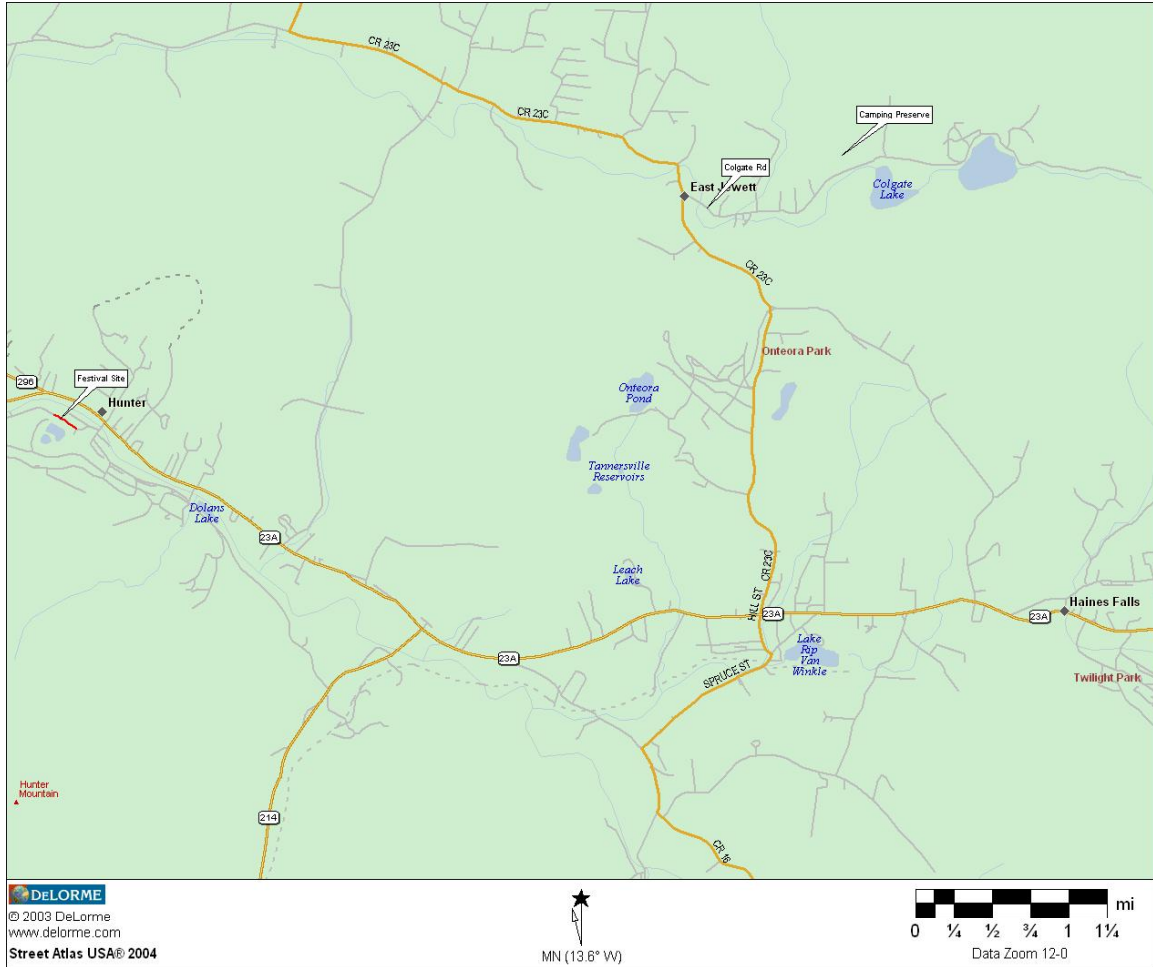 CR 23C
CR 23C
Camping Preserve
Colgate Rd
East Jewett
Colgate
Lake
CR 23C
Onteora Park
296
Festival Site
Hunter
Onteora
Pond
Tannersville
Reservoirs
Dolans
Lake
23A
Leach
Lake
HILL ST
CR 23C
23A
Haines Falls
23A
Lake
Rip
Van
Winkle
23A
SPRUCE ST
Twilight Park
Hunter
Mountain
214
CR 16
DELORME
© 2003 DeLorme
www.delorme.com
Street Atlas USA® 2004
MN (13.6° W)
mi
0 ¼ ½ ¾ 1 1¼
Data Zoom 12-0